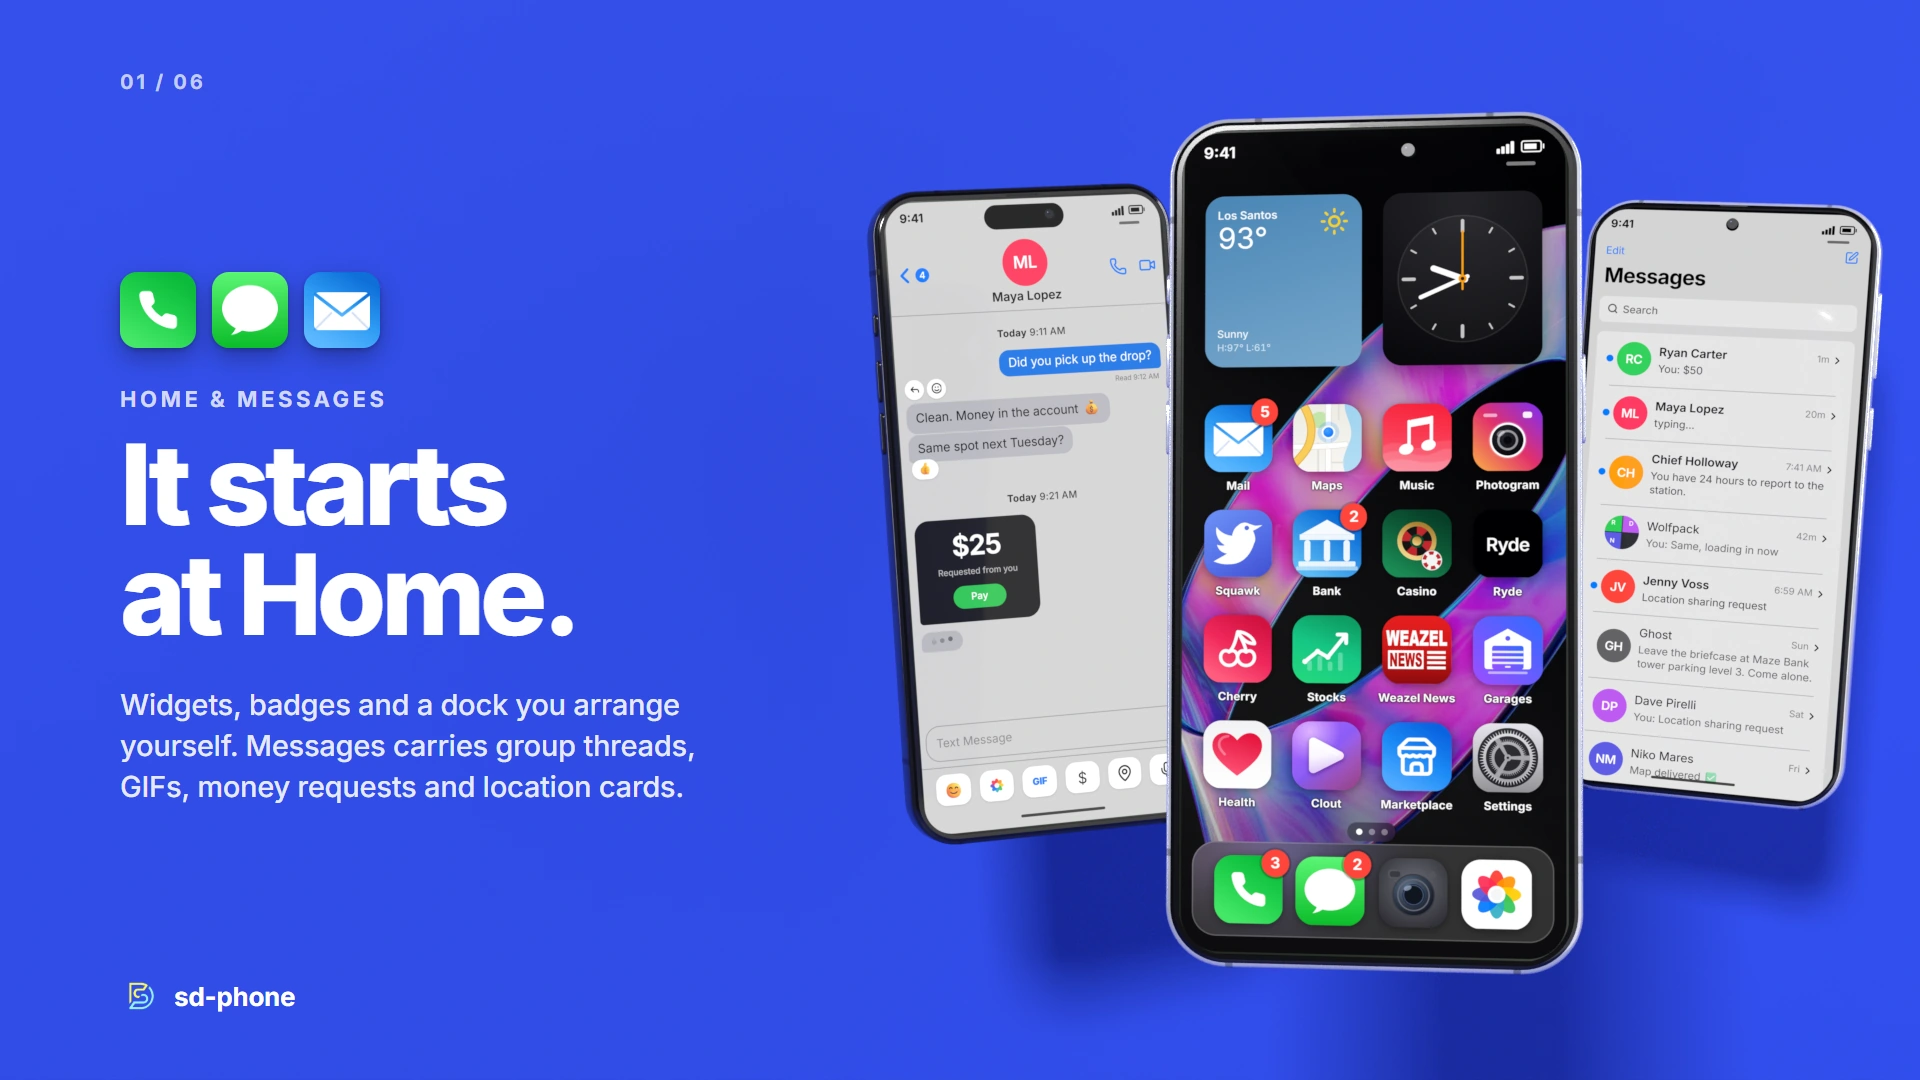 01 / 06
HOME & MESSAGES
It starts
at Home.
Widgets, badges and a dock you arrange
yourself. Messages carries group threads,
GIFs, money requests and location cards.
sd-phone
9:41
4
ML
Maya Lopez
Today 9:11 AM
Did you pick up the drop?
Read 9:12 AM
Clean. Money in the account
Same spot next Tuesday?
Today 9:21 AM
$25
Requested from you
Pay
Text Message
GIF
$
9:41
Los Santos
93°
Sunny
H:97° L:61°
5
Mail
Maps
Music
Photogram
2
Ryde
Squawk
Bank
Casino
Ryde
WEAZEL
NEWS
Cherry
Stocks
Weazel News
Garages
Health
Clout
Marketplace
Settings
3
2
9:41
Edit
Messages
Search
RC
Ryan Carter
1m
You: $50
ML
Maya Lopez
20m
typing...
CH
Chief Holloway
7:41 AM
You have 24 hours to report to the
station.
R
D
N
Wolfpack
42m
You: Same, loading in now
JV
Jenny Voss
6:59 AM
Location sharing request
GH
Ghost
Sun
Leave the briefcase at Maze Bank
tower parking level 3. Come alone.
DP
Dave Pirelli
Sat
You: Location sharing request
NM
Niko Mares
Fri
Map delivered